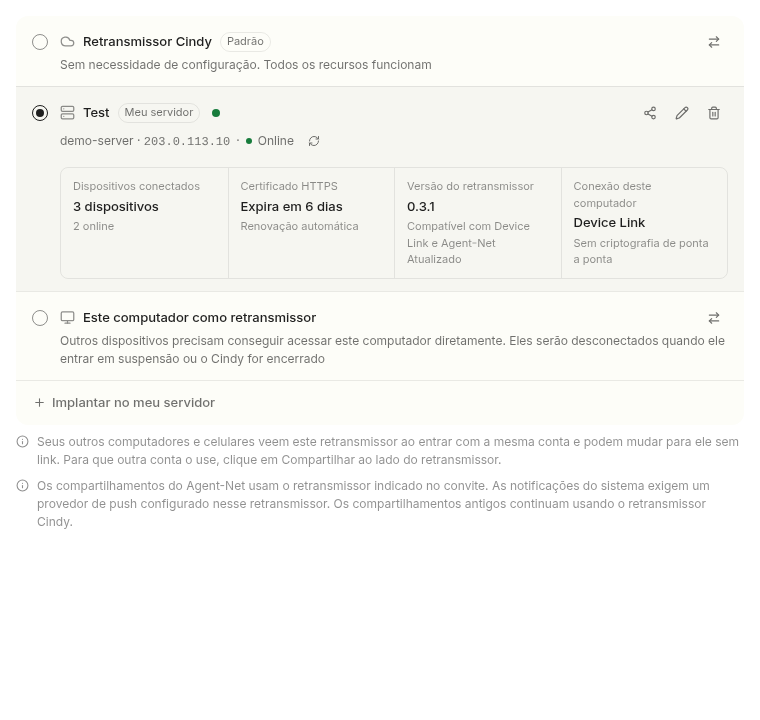 Retransmissor Cindy Padrão
Sem necessidade de configuração. Todos os recursos funcionam
Test Meu servidor
demo-server · 203.0.113.10 · Online
Dispositivos conectados
3 dispositivos
2 online
Certificado HTTPS
Expira em 6 dias
Renovação automática
Versão do retransmissor
0.3.1
Compatível com Device
Link e Agent-Net
Atualizado
Conexão deste
computador
Device Link
Sem criptografia de ponta
a ponta
Este computador como retransmissor
Outros dispositivos precisam conseguir acessar este computador diretamente. Eles serão desconectados quando ele
entrar em suspensão ou o Cindy for encerrado
Implantar no meu servidor
Seus outros computadores e celulares veem este retransmissor ao entrar com a mesma conta e podem mudar para ele sem
link. Para que outra conta o use, clique em Compartilhar ao lado do retransmissor.
Os compartilhamentos do Agent-Net usam o retransmissor indicado no convite. As notificações do sistema exigem um
provedor de push configurado nesse retransmissor. Os compartilhamentos antigos continuam usando o retransmissor
Cindy.